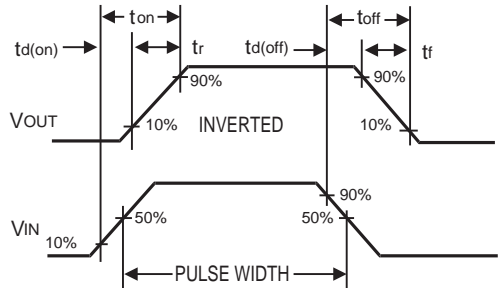 ton
toff
td(on)
tr
td(off)
tf
90%
90%
VOUT
10%
INVERTED
10%
90%
VIN
50%
50%
10%
PULSE WIDTH